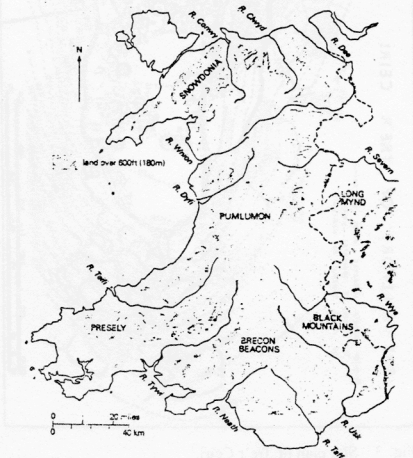 R. Conwy
R. Clwyd
R. Dee
N
SNOWDONIA
land over 600ft (180m)
R. Wnion
R. Severn
R. Dyfi
LONG
MYND
PUMLUMON
R. Teifi
R. Wye
BLACK
MOUNTAINS
PRESELY
BRECON
BEACONS
R. Tywi
R. Neath
R. Usk
R. Taff
0 20 miles
0 40 km